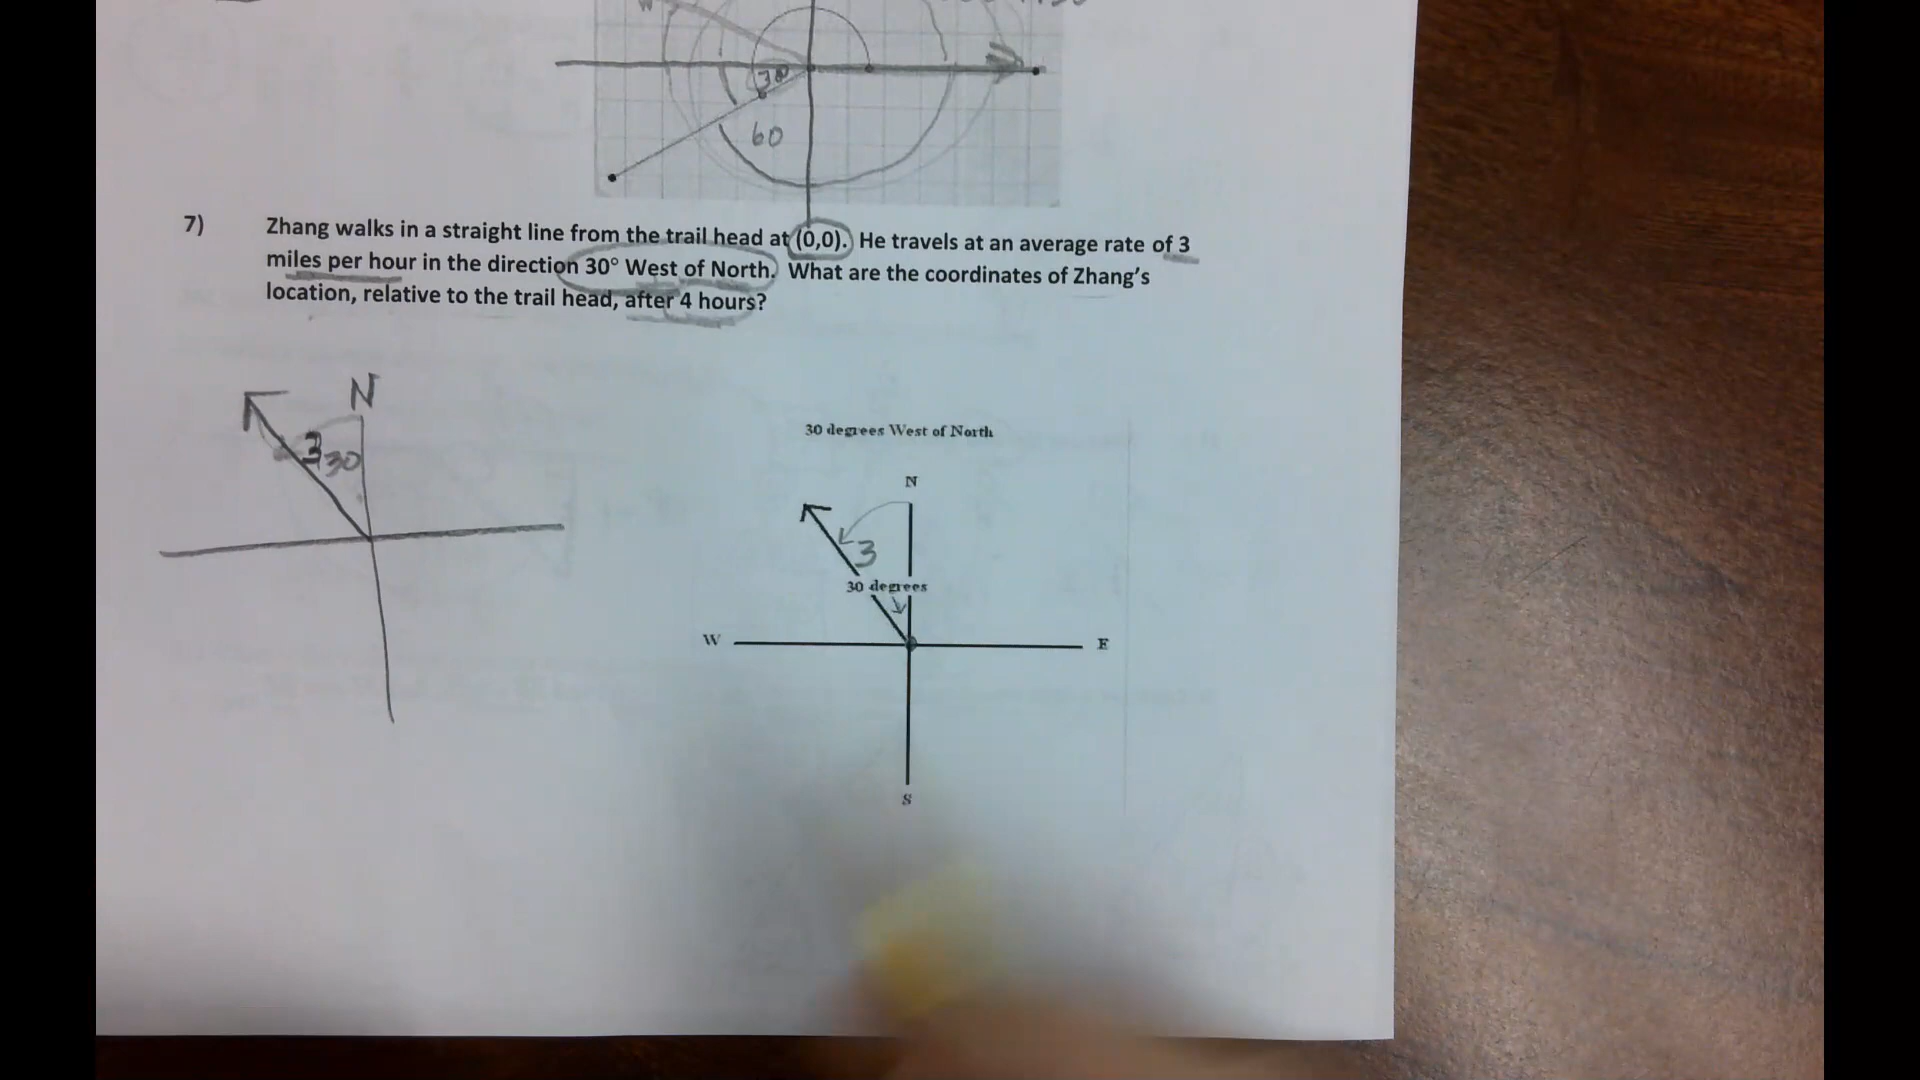 30
60
7) Zhang walks in a straight line from the trail head at (0,0). He travels at an average rate of 3
miles per hour in the direction 30° West of North. What are the coordinates of Zhang's
location, relative to the trail head, after 4 hours?
N
3
30
30 degrees West of North
N
3
30 degrees
W
E
S